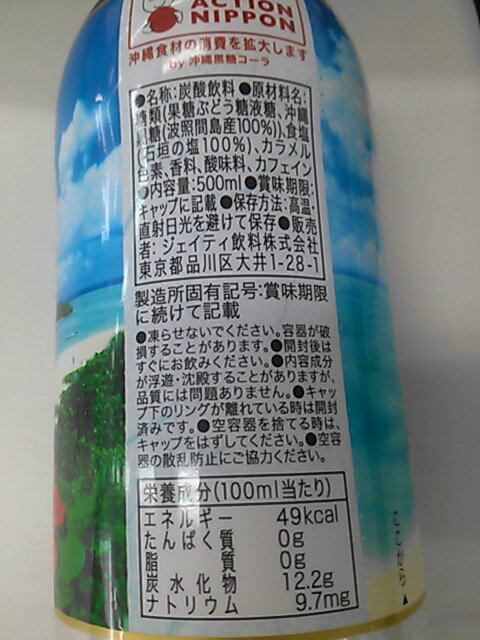 ACTION
NIPPON
沖縄食材の消費を拡大します
by 沖縄黒糖コーラ
●名称:炭酸飲料 ●原材料名:
糖類(果糖ぶどう糖液糖、沖縄
黒糖(波照間島産100%))、食塩
(石垣の塩100%)、カラメル
色素、香料、酸味料、カフェイン
●内容量:500ml ●賞味期限:
キャップに記載 ●保存方法:高温・
直射日光を避けて保存 ●販売
者:ジェイティ飲料株式会社
東京都品川区大井1-28-1
製造所固有記号:賞味期限
に続けて記載
●凍らせないでください。容器が破
損することがあります。●開封後は
すぐにお飲みください。●内容成分
が浮遊・沈殿することがありますが、
品質には問題ありません。●キャッ
プ下のリングが離れている時は開封
済みです。●空容器を捨てる時は、
キャップをはずしてください。●空容
器の散乱防止にご協力ください。
栄養成分(100ml当たり)
エネルギー 49kcal
たんぱく質 0g
脂質 0g
炭水化物 12.2g
ナトリウム 9.7mg
ここから▲